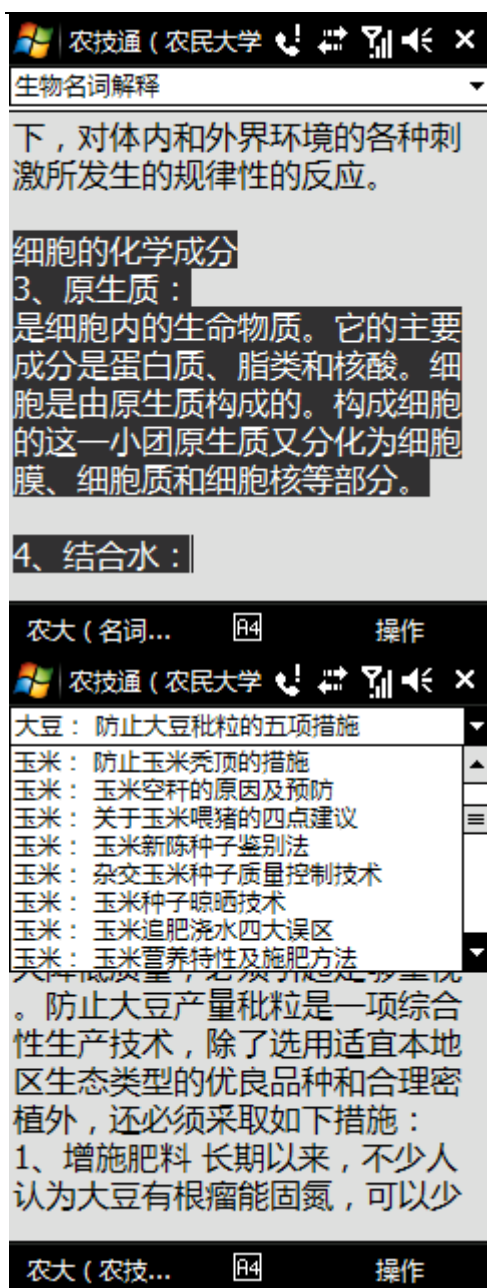 农技通（农民大学
生物名词解释
下，对体内和外界环境的各种刺
激所发生的规律性的反应。
细胞的化学成分
3、原生质：
是细胞内的生命物质。它的主要
成分是蛋白质、脂类和核酸。细
胞是由原生质构成的。构成细胞
的这一小团原生质又分化为细胞
膜、细胞质和细胞核等部分。
4、结合水：
农大（名词...
操作
农技通（农民大学
大豆： 防止大豆秕粒的五项措施
玉米： 防止玉米秃顶的措施
玉米： 玉米空秆的原因及预防
玉米： 关于玉米喂猪的四点建议
玉米： 玉米新陈种子鉴别法
玉米： 杂交玉米种子质量控制技术
玉米： 玉米种子晾晒技术
玉米： 玉米追肥浇水四大误区
玉米： 玉米营养特性及施肥方法
。防止大豆产量秕粒是一项综合
性生产技术，除了选用适宜本地
区生态类型的优良品种和合理密
植外，还必须采取如下措施：
1、增施肥料 长期以来，不少人
认为大豆有根瘤能固氮，可以少
农大（农技...
操作